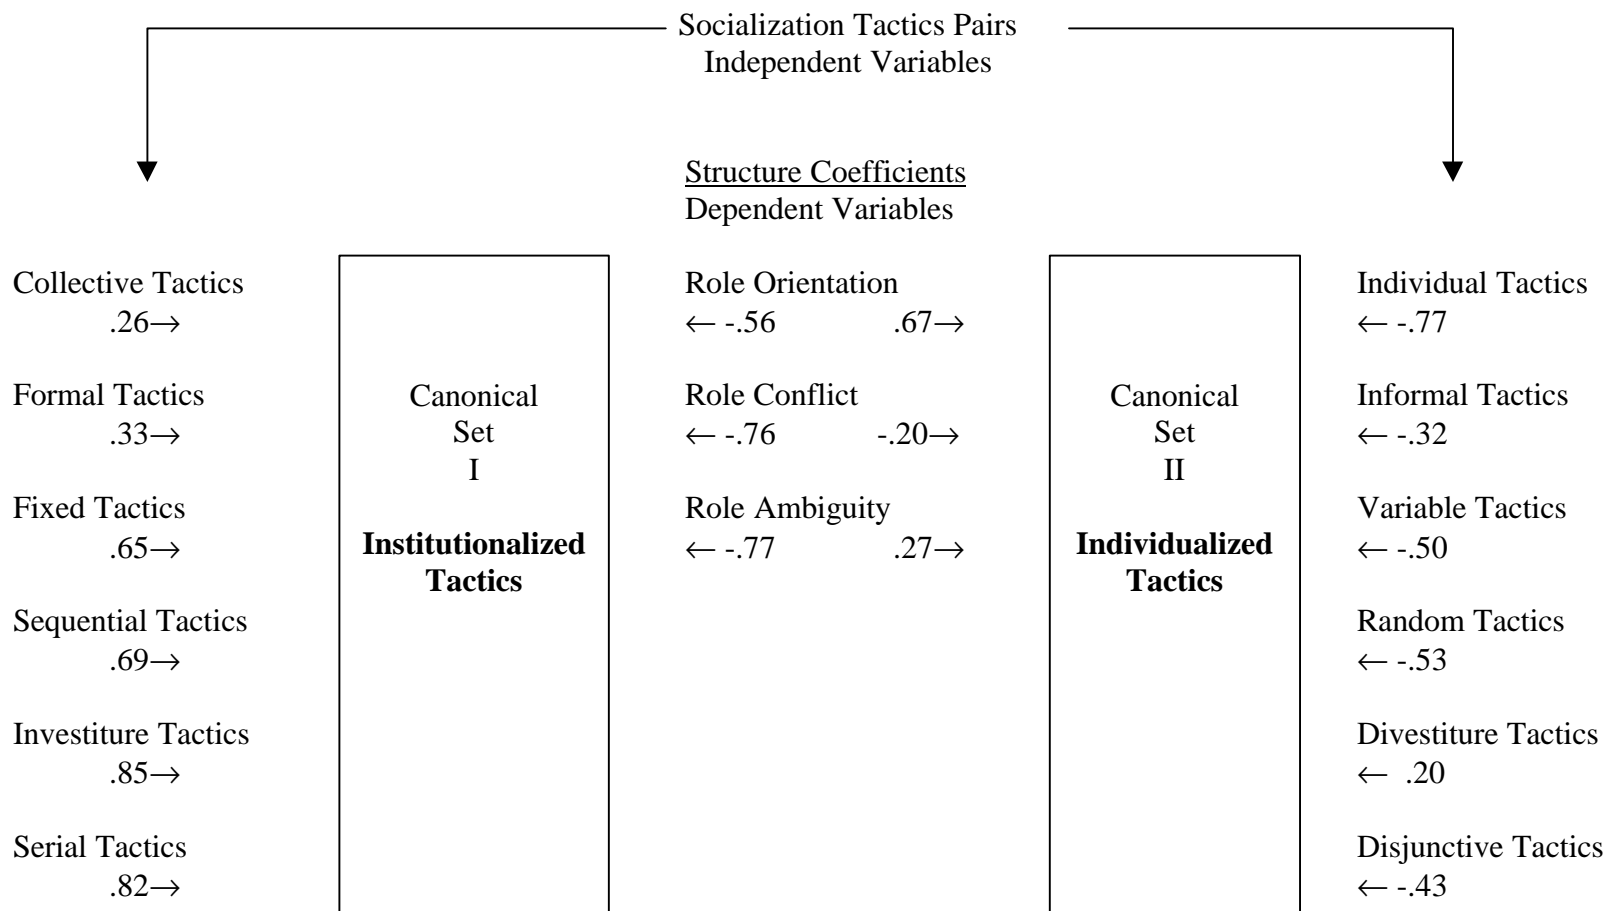 Socialization Tactics Pairs
Independent Variables
Structure Coefficients
Dependent Variables
Collective Tactics
.26→
Formal Tactics
.33→
Fixed Tactics
.65→
Sequential Tactics
.69→
Investiture Tactics
.85→
Serial Tactics
.82→
Canonical
Set
I
Institutionalized
Tactics
Role Orientation
← -.56 .67→
Role Conflict
← -.76 -.20→
Role Ambiguity
← -.77 .27→
Canonical
Set
II
Individualized
Tactics
Individual Tactics
← -.77
Informal Tactics
← -.32
Variable Tactics
← -.50
Random Tactics
← -.53
Divestiture Tactics
← .20
Disjunctive Tactics
← -.43